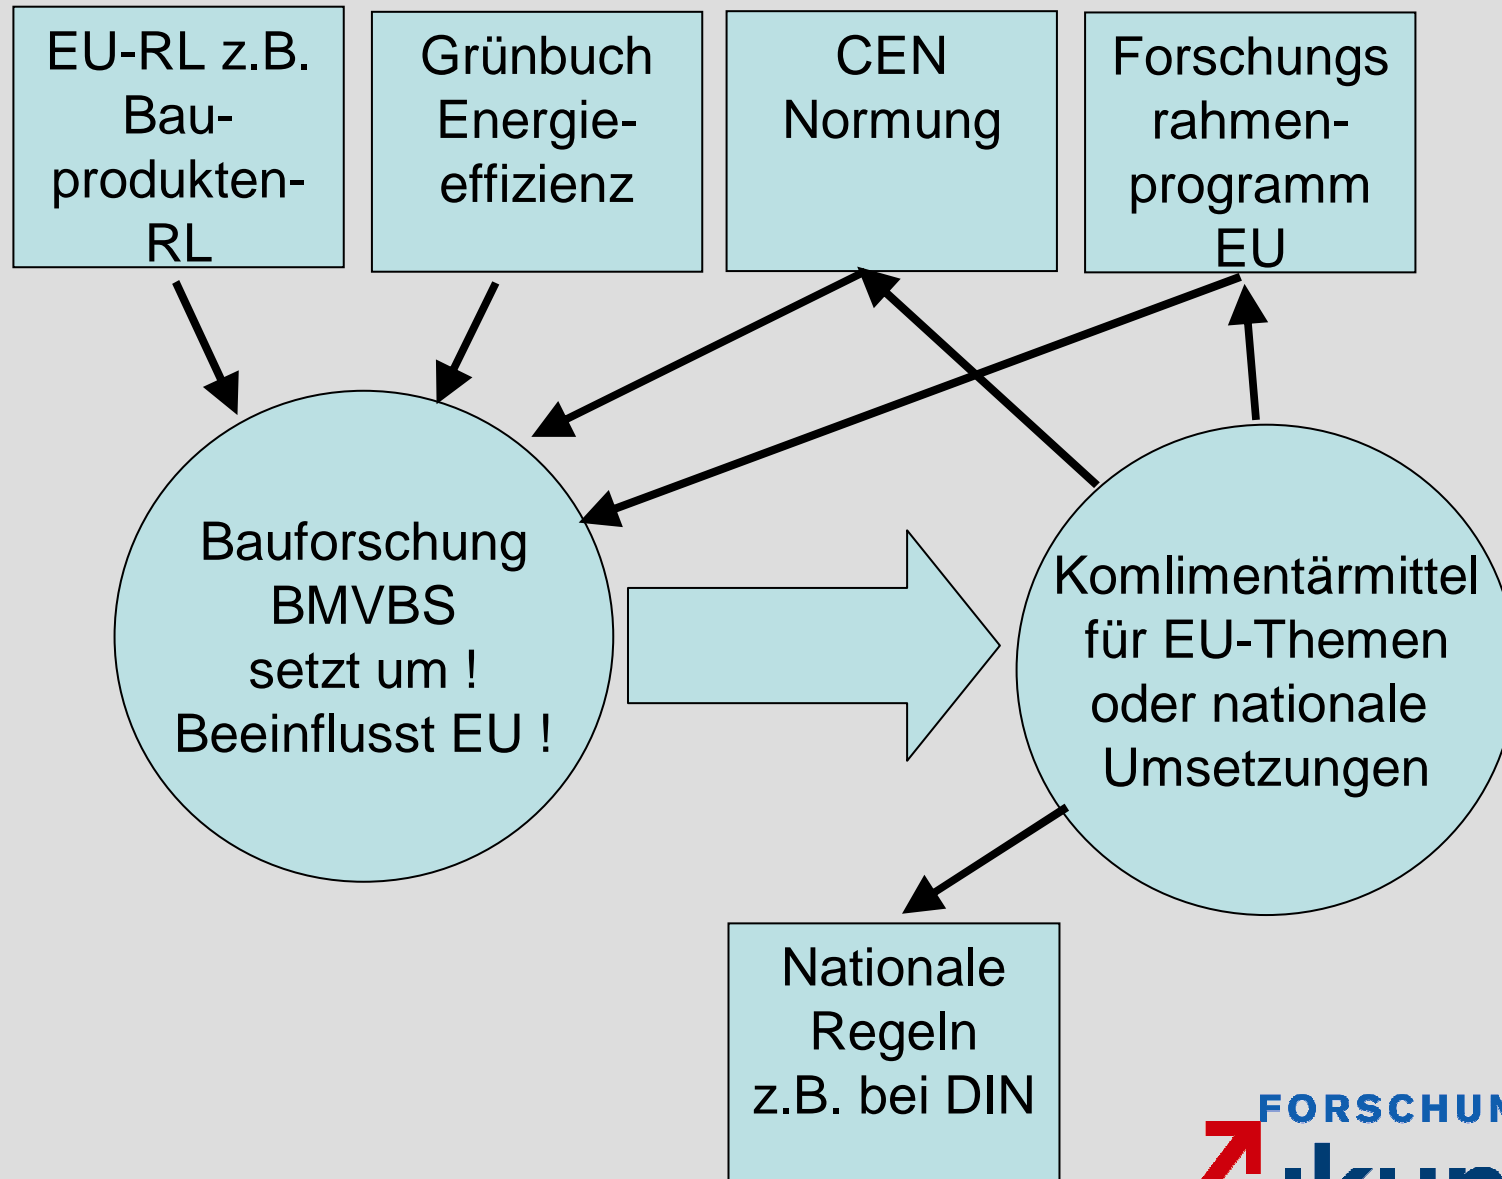 EU-RL z.B.
Bau-
produkten-
RL
Grünbuch
Energie-
effizienz
CEN
Normung
Forschungs
rahmen-
programm
EU
Bauforschung
BMVBS
setzt um !
Beeinflusst EU !
Komlimentärmittel
für EU-Themen
oder nationale
Umsetzungen
Nationale
Regeln
z.B. bei DIN